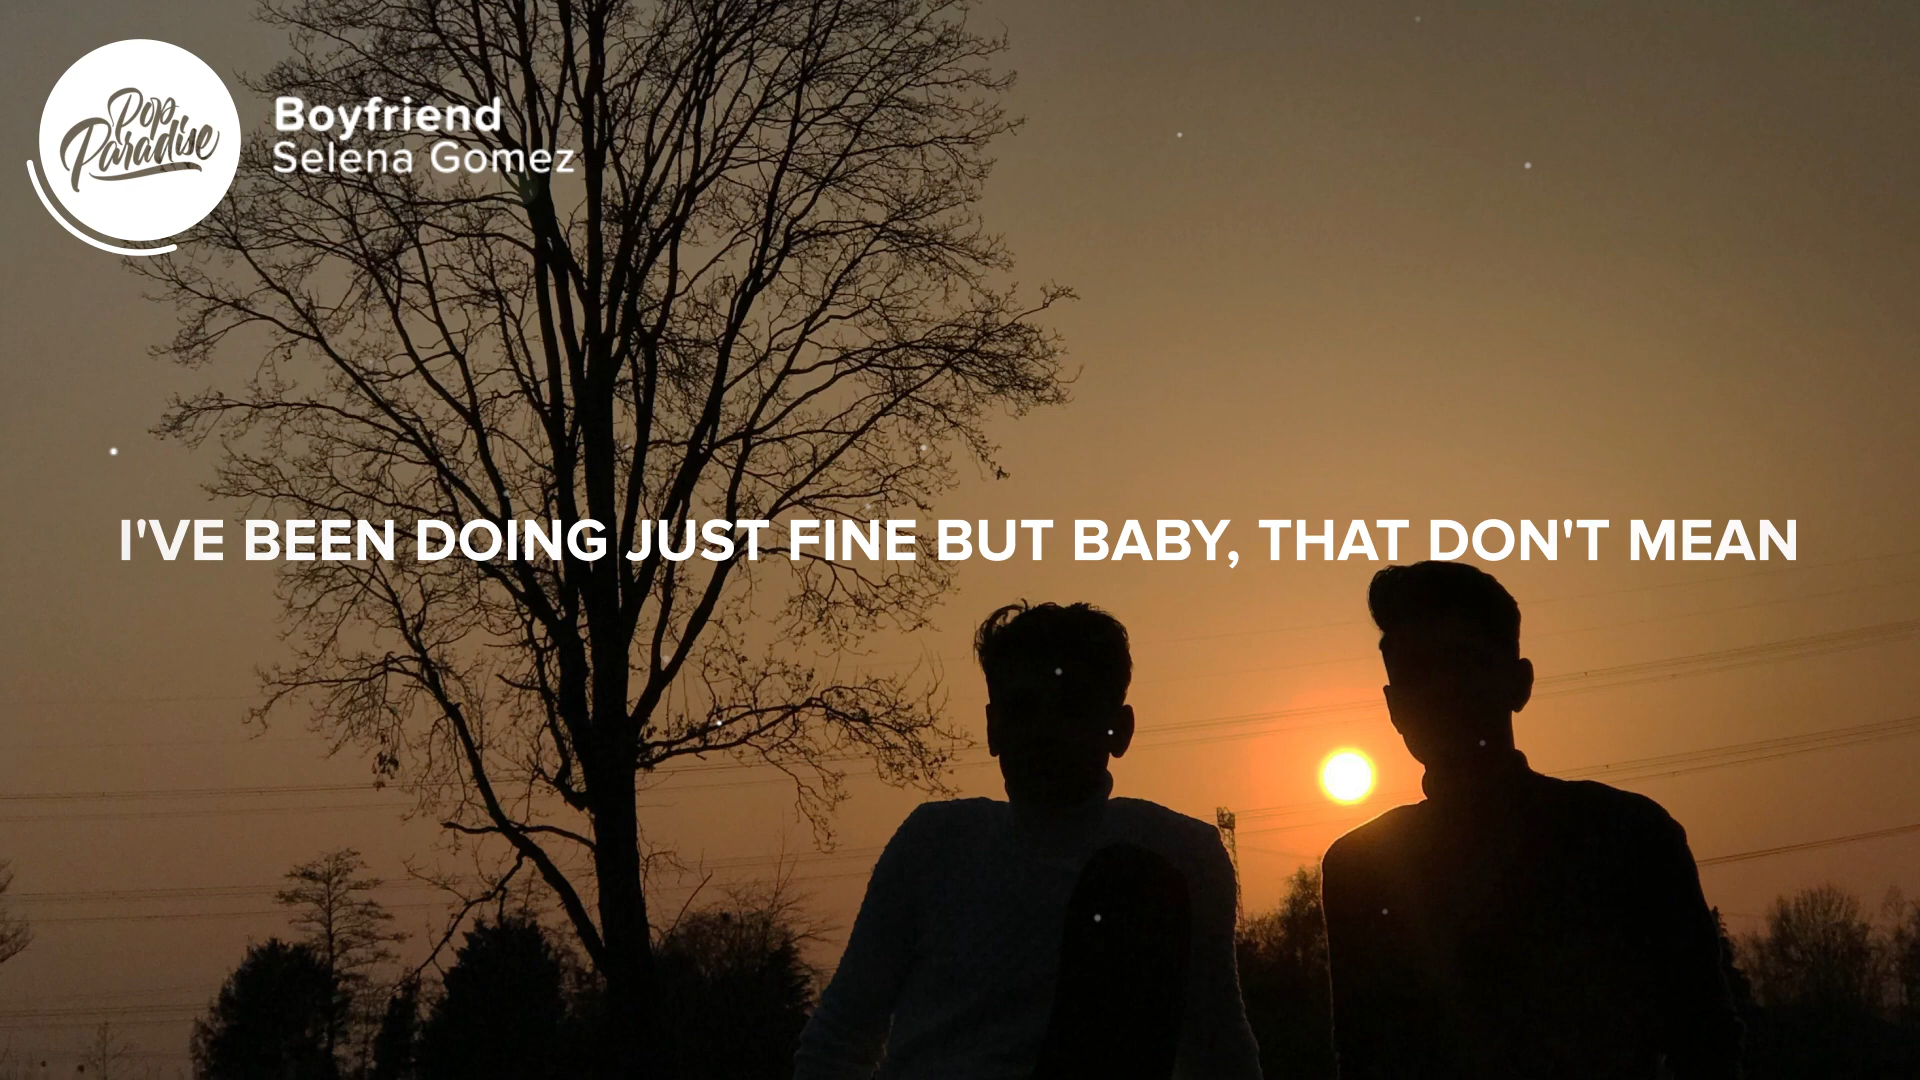 Pop
Paradise
Boyfriend
Selena Gomez
I'VE BEEN DOING JUST FINE BUT BABY, THAT DON'T MEAN